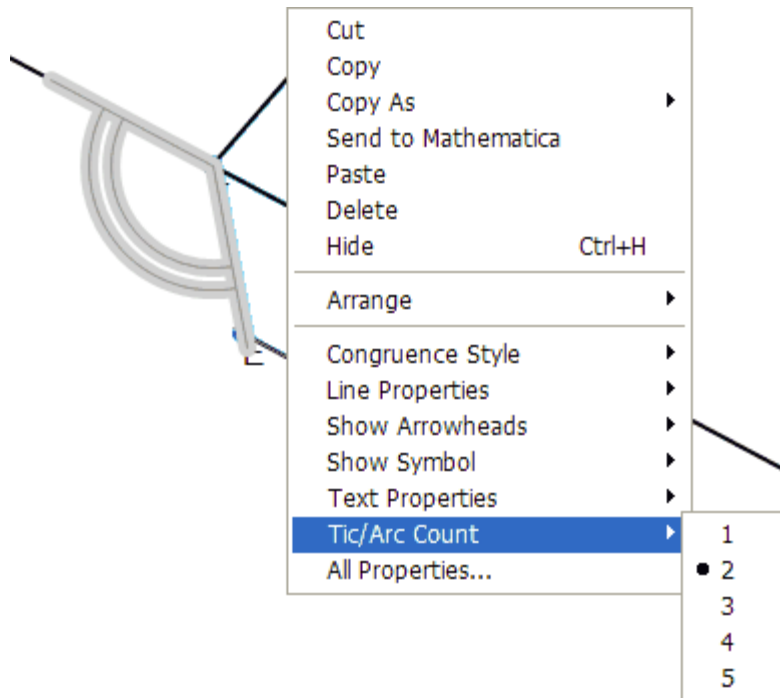 Cut
Copy
Copy As
Send to Mathematica
Paste
Delete
Hide Ctrl+H
Arrange
Congruence Style
Line Properties
Show Arrowheads
Show Symbol
Text Properties
Tic/Arc Count
All Properties...
1
2
3
4
5